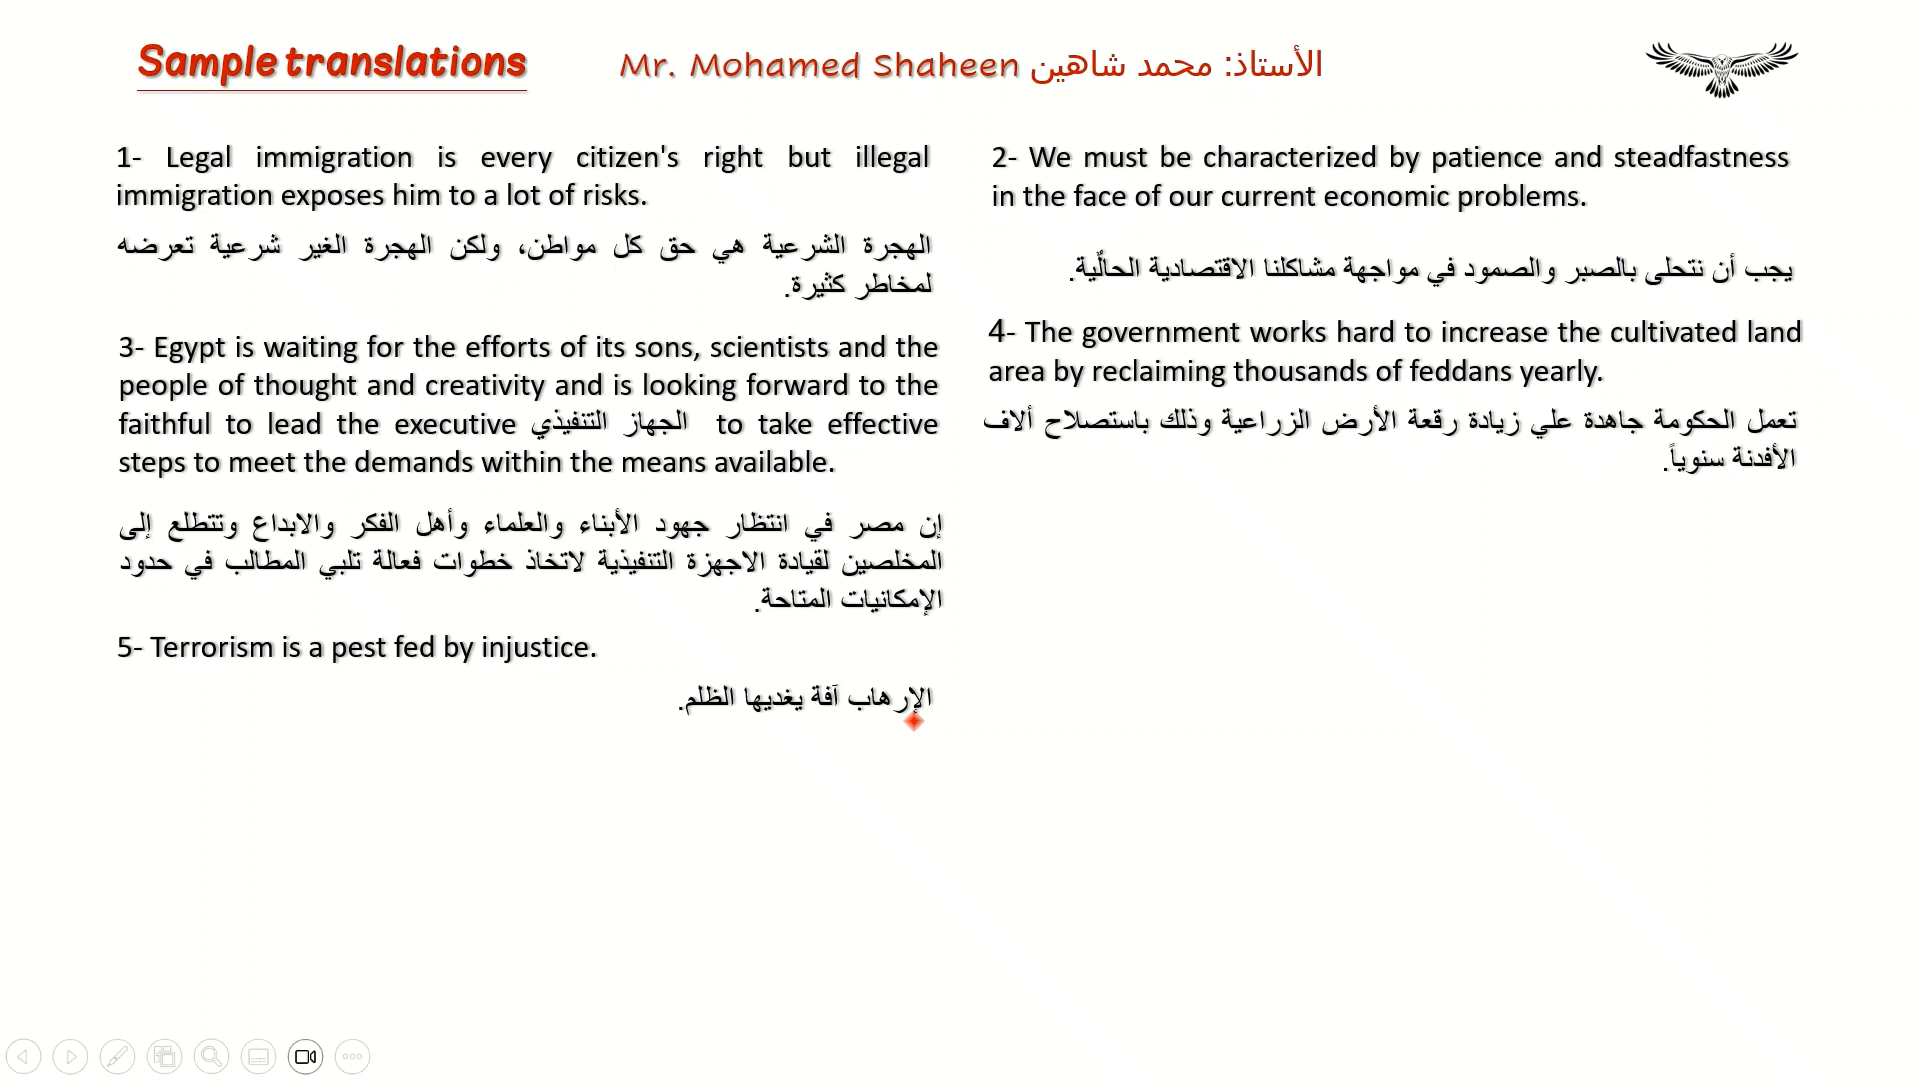 Sample translations
Mr. Mohamed Shaheen الأستاذ: محمد شاهين
1- Legal immigration is every citizen's right but illegal
immigration exposes him to a lot of risks.
الهجرة الشرعية هي حق كل مواطن، ولكن الهجرة الغير شرعية تعرضه
لمخاطر كثيرة.
2- We must be characterized by patience and steadfastness
in the face of our current economic problems.
يجب أن نتحلى بالصبر والصمود في مواجهة مشاكلنا الاقتصادية الحالٌية.
3- Egypt is waiting for the efforts of its sons, scientists and the
people of thought and creativity and is looking forward to the
faithful to lead the executive الجهاز التنفيذي to take effective
steps to meet the demands within the means available.
إن مصر في انتظار جهود الأبناء والعلماء وأهل الفكر والابداع وتتطلع إلى
المخلصين لقيادة الاجهزة التنفيذية لاتخاذ خطوات فعالة تلبي المطالب في حدود
الإمكانيات المتاحة.
4- The government works hard to increase the cultivated land
area by reclaiming thousands of feddans yearly.
تعمل الحكومة جاهدة علي زيادة رقعة الأرض الزراعية وذلك باستصلاح ألاف
الأفدنة سنوياً.
5- Terrorism is a pest fed by injustice.
الإرهاب آفة يغديها الظلم.